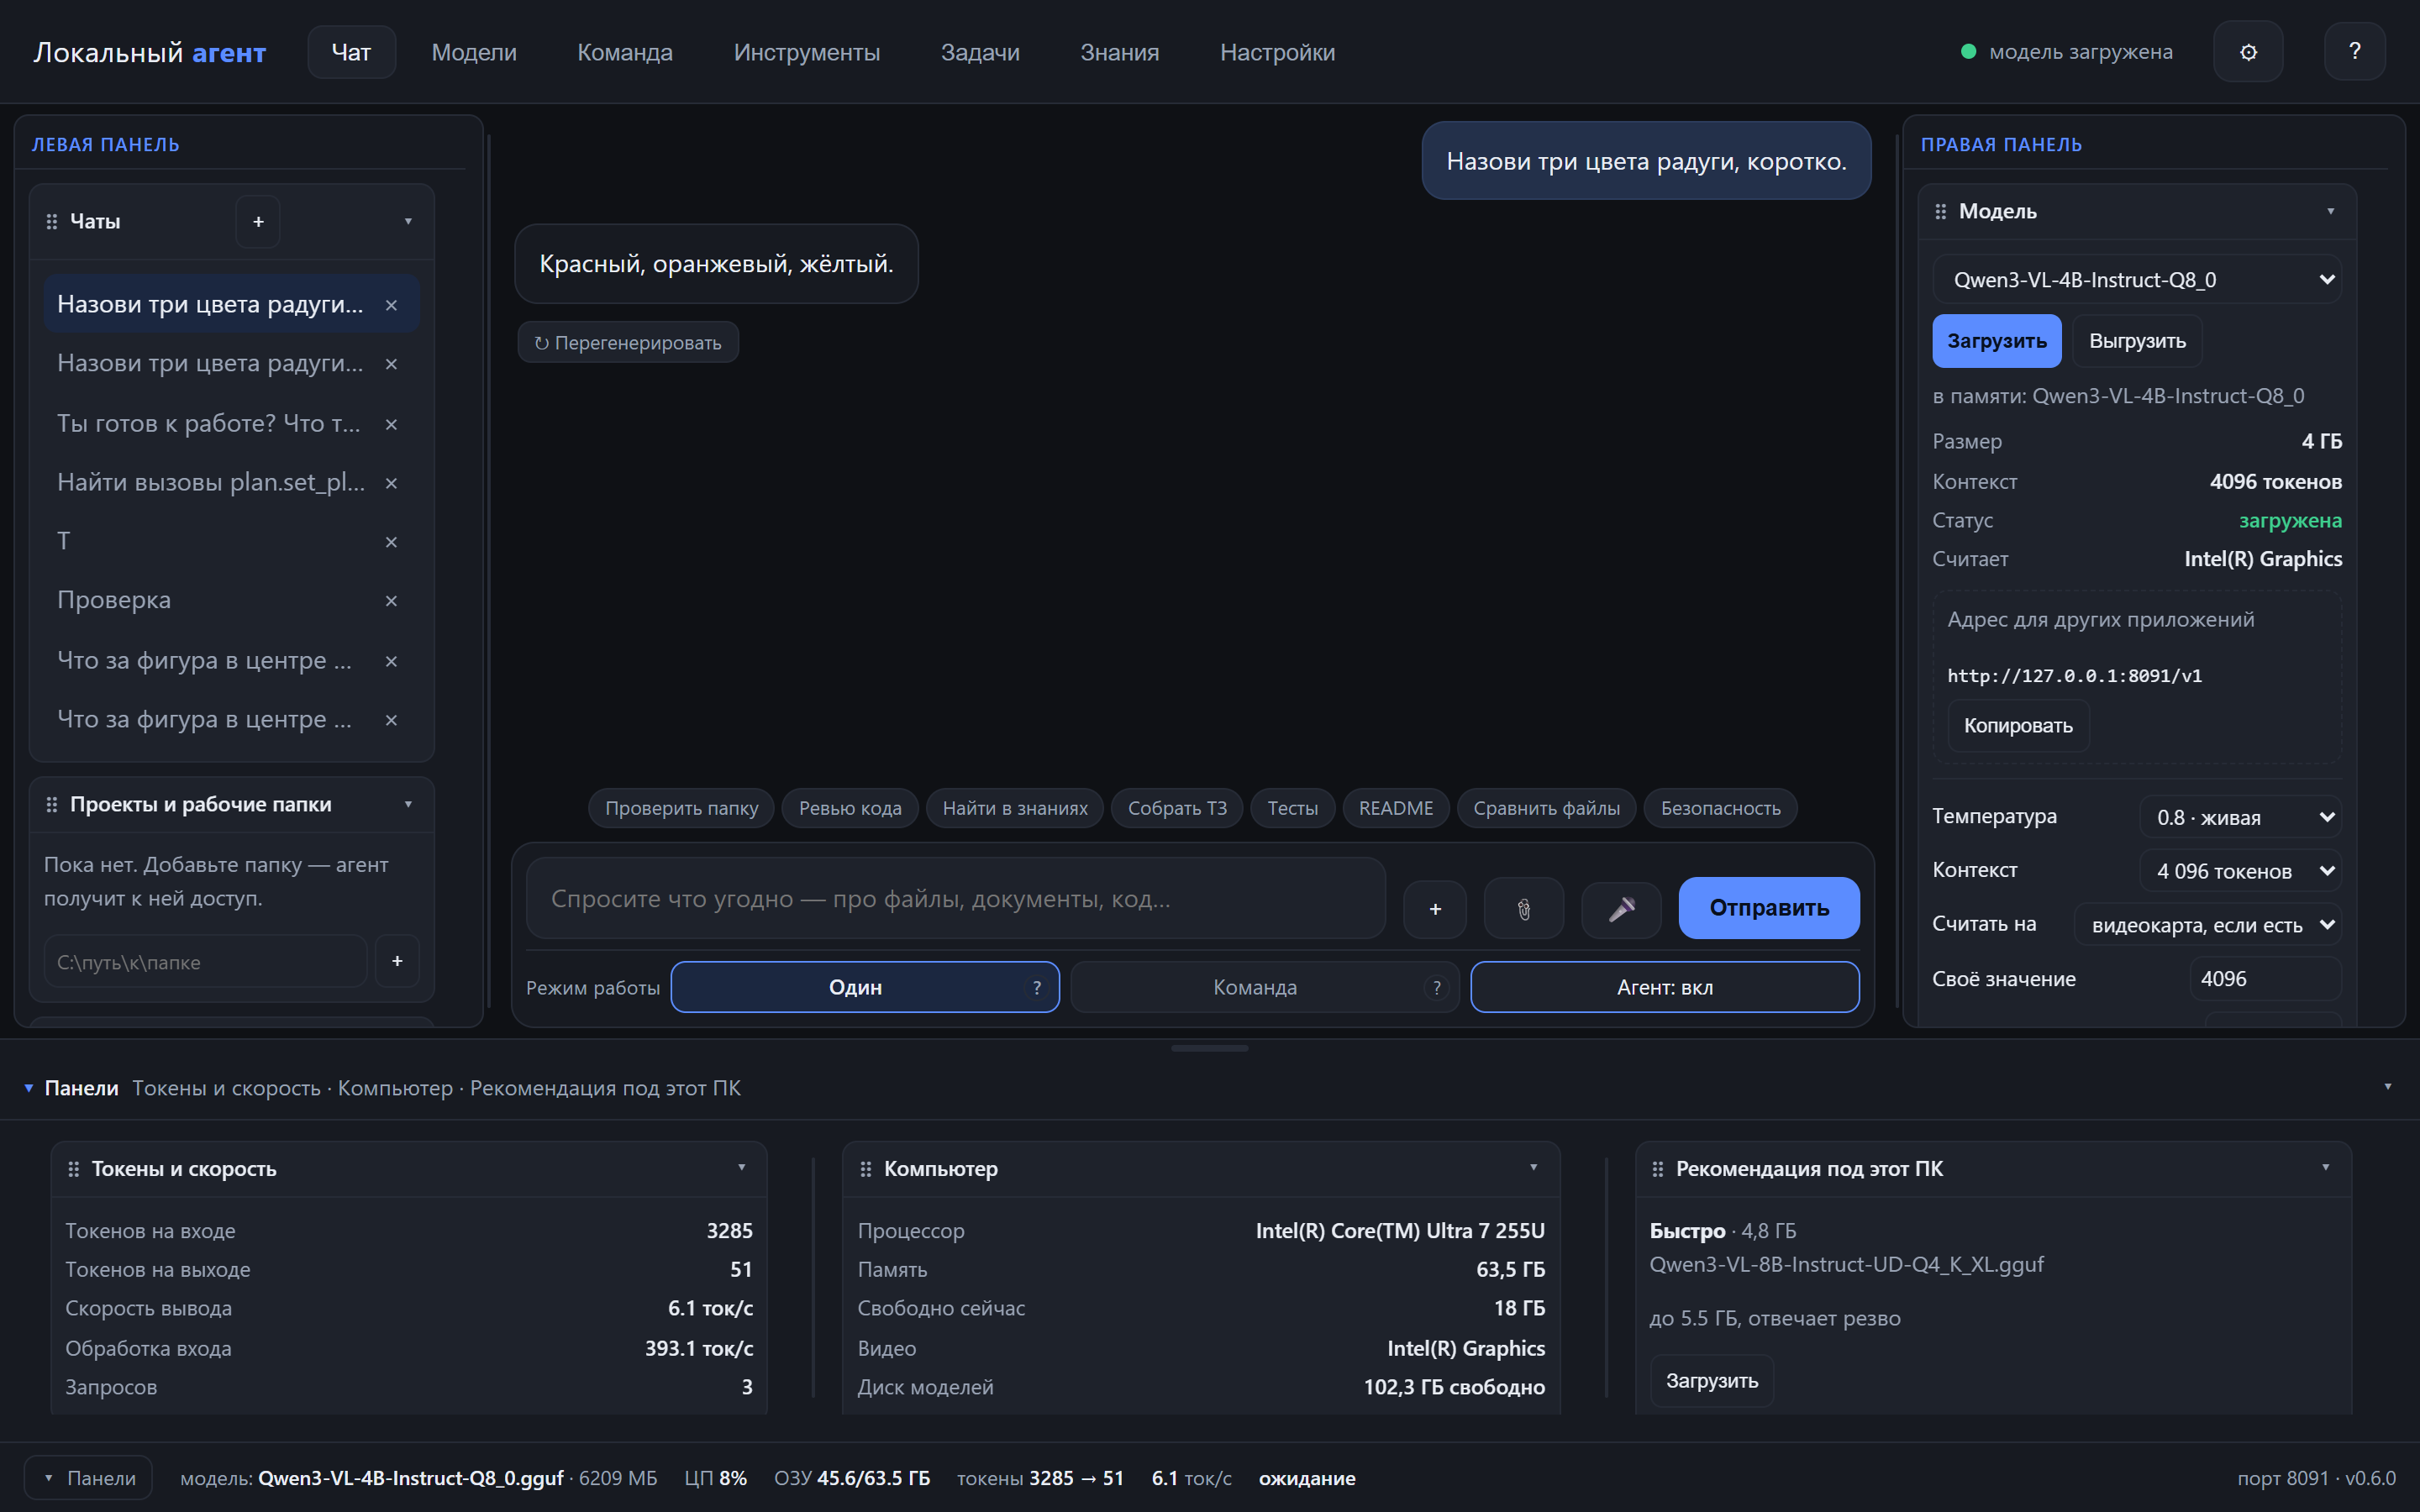 Локальный агент
Чат
Модели
Команда
Инструменты
Задачи
Знания
Настройки
модель загружена
?
ЛЕВАЯ ПАНЕЛЬ
Чаты
+
Назови три цвета радуги... ×
Назови три цвета радуги... ×
Ты готов к работе? Что т... ×
Найти вызовы plan.set_pl... ×
Т ×
Проверка ×
Что за фигура в центре ... ×
Что за фигура в центре ... ×
Проекты и рабочие папки
Пока нет. Добавьте папку — агент
получит к ней доступ.
C:\путь\к\папке
+
Назови три цвета радуги, коротко.
Красный, оранжевый, жёлтый.
↻ Перегенерировать
Проверить папку
Ревью кода
Найти в знаниях
Собрать ТЗ
Тесты
README
Сравнить файлы
Безопасность
Спросите что угодно — про файлы, документы, код...
+
Отправить
Режим работы
Один ?
Команда ?
Агент: вкл
ПРАВАЯ ПАНЕЛЬ
Модель
Qwen3-VL-4B-Instruct-Q8_0
Загрузить
Выгрузить
в памяти: Qwen3-VL-4B-Instruct-Q8_0
Размер 4 ГБ
Контекст 4096 токенов
Статус загружена
Считает Intel(R) Graphics
Адрес для других приложений
http://127.0.0.1:8091/v1
Копировать
Температура 0.8 · живая
Контекст 4 096 токенов
Считать на видеокарта, если есть
Своё значение 4096
Панели Токены и скорость · Компьютер · Рекомендация под этот ПК
Токены и скорость
Токенов на входе 3285
Токенов на выходе 51
Скорость вывода 6.1 ток/с
Обработка входа 393.1 ток/с
Запросов 3
Компьютер
Процессор Intel(R) Core(TM) Ultra 7 255U
Память 63,5 ГБ
Свободно сейчас 18 ГБ
Видео Intel(R) Graphics
Диск моделей 102,3 ГБ свободно
Рекомендация под этот ПК
Быстро · 4,8 ГБ
Qwen3-VL-8B-Instruct-UD-Q4_K_XL.gguf
до 5.5 ГБ, отвечает резво
Загрузить
Панели
модель: Qwen3-VL-4B-Instruct-Q8_0.gguf · 6209 МБ
ЦП 8%
ОЗУ 45.6/63.5 ГБ
токены 3285 → 51
6.1 ток/с
ожидание
порт 8091 · v0.6.0